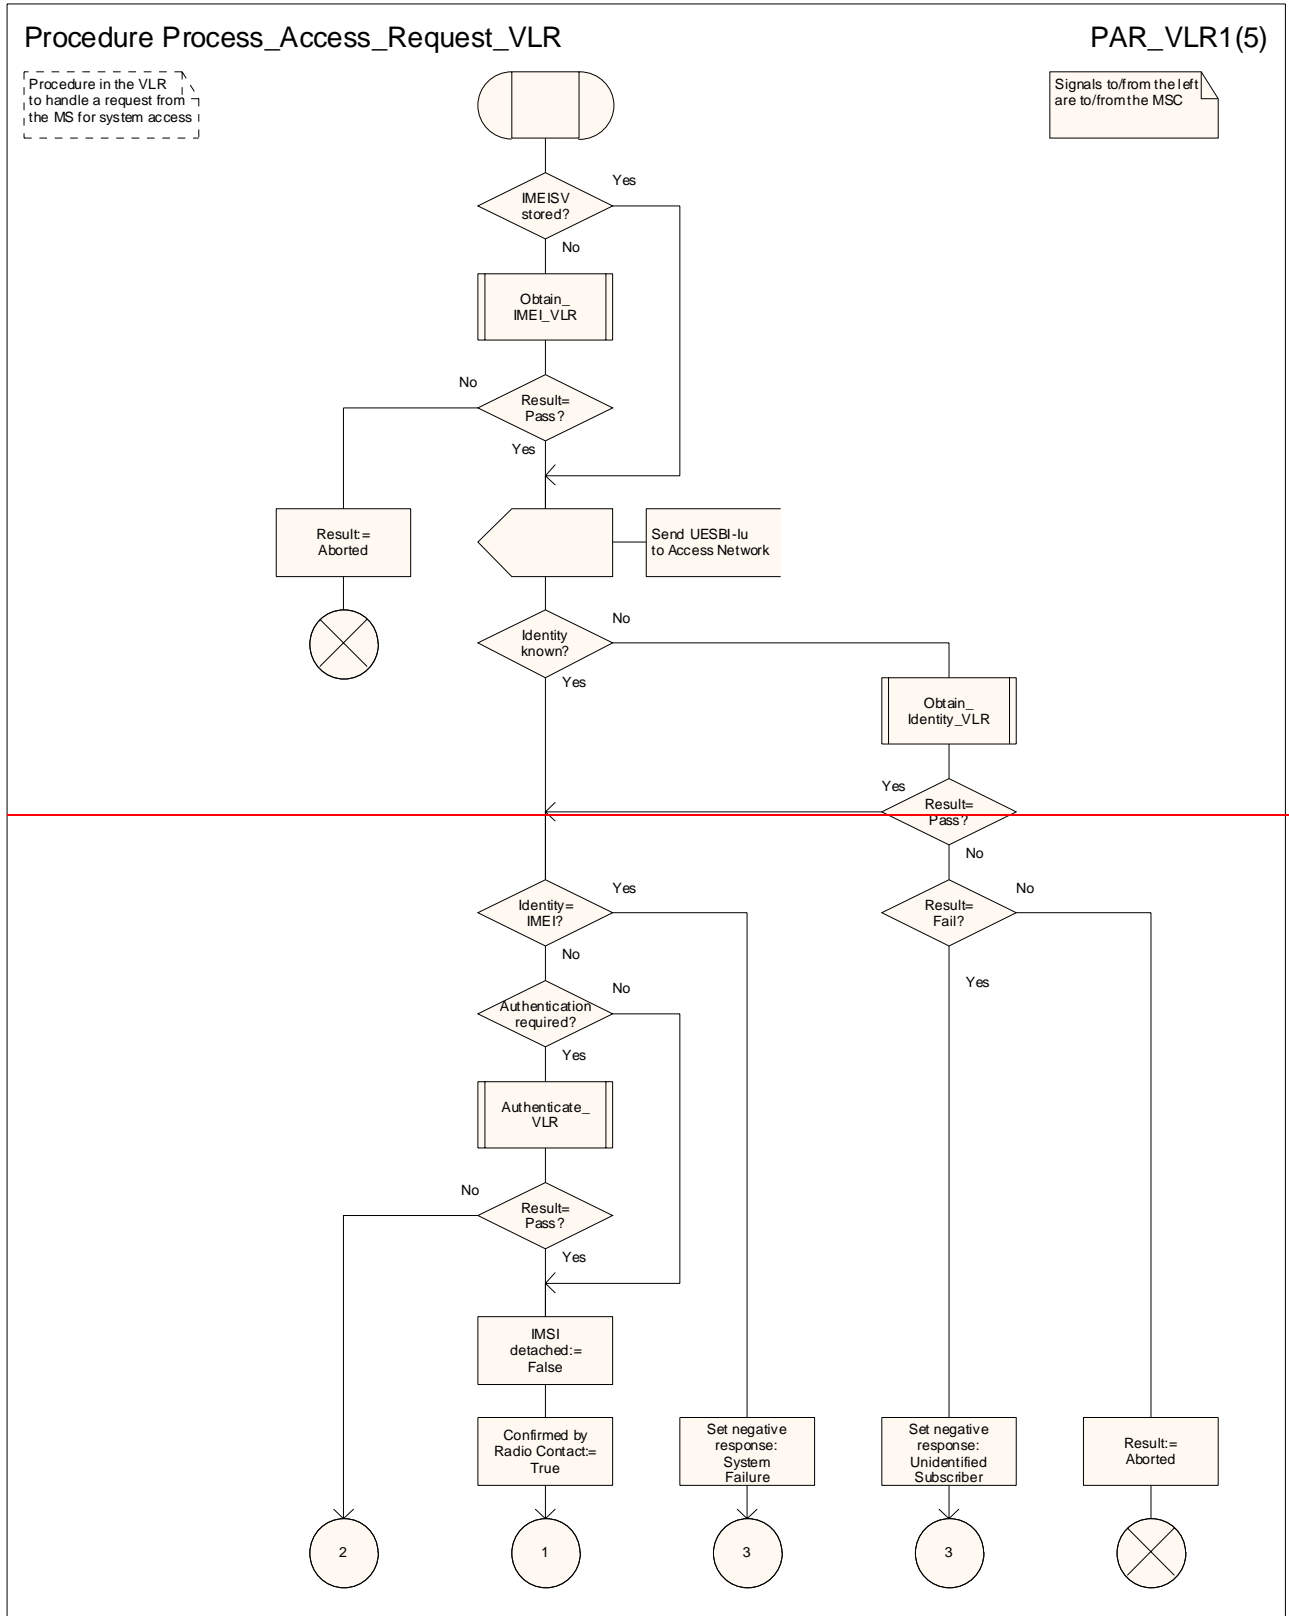 Procedure Process_Access_Request_VLR
PAR_VLR1(5)
Procedure in the VLR
to handle a request from
the MS for system access
Signals to/from the left
are to/from the MSC
IMEISV
stored?
Yes
No
Obtain_
IMEI_VLR
No
Result=
Pass?
Yes
Result:=
Aborted
Send UESBI-Iu
to Access Network
Identity
known?
No
Yes
Obtain_
Identity_VLR
Yes
Result=
Pass?
No
Identity=
IMEI?
Yes
No
Result=
Fail?
No
Yes
Authentication
required?
No
Yes
Authenticate_
VLR
No
Result=
Pass?
Yes
IMSI
detached:=
False
Confirmed by
Radio Contact:=
True
Set negative
response:
System
Failure
Set negative
response:
Unidentified
Subscriber
Result:=
Aborted
2
1
3
3